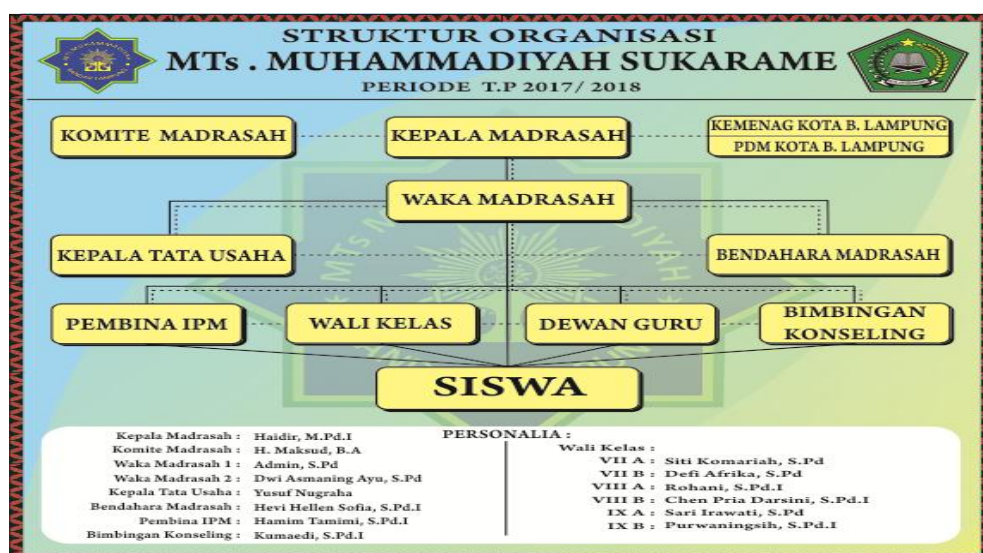 STRUKTUR ORGANISASI
MTs . MUHAMMADIYAH SUKARAME
PERIODE T.P 2017/ 2018
KOMITE MADRASAH
KEPALA MADRASAH
KEMENAG KOTA B. LAMPUNG
PDM KOTA B. LAMPUNG
WAKA MADRASAH
KEPALA TATA USAHA
BENDAHARA MADRASAH
PEMBINA IPM
WALI KELAS
DEWAN GURU
BIMBINGAN
KONSELING
SISWA
PERSONALIA :
Kepala Madrasah : Haidir, M.Pd.I
Komite Madrasah : H. Maksud, B.A
Waka Madrasah 1 : Admin, S.Pd
Waka Madrasah 2 : Dwi Asmaning Ayu, S.Pd
Kepala Tata Usaha : Yusuf Nugraha
Bendahara Madrasah : Hevi Hellen Sofia, S.Pd.I
Pembina IPM : Hamim Tamimi, S.Pd.I
Bimbingan Konseling : Kumaedi, S.Pd.I
Wali Kelas :
VII A : Siti Komariah, S.Pd
VII B : Defi Afrika, S.Pd
VIII A : Rohani, S.Pd.I
VIII B : Chen Pria Darsini, S.Pd.I
IX A : Sari Irawati, S.Pd
IX B : Purwaningsih, S.Pd.I